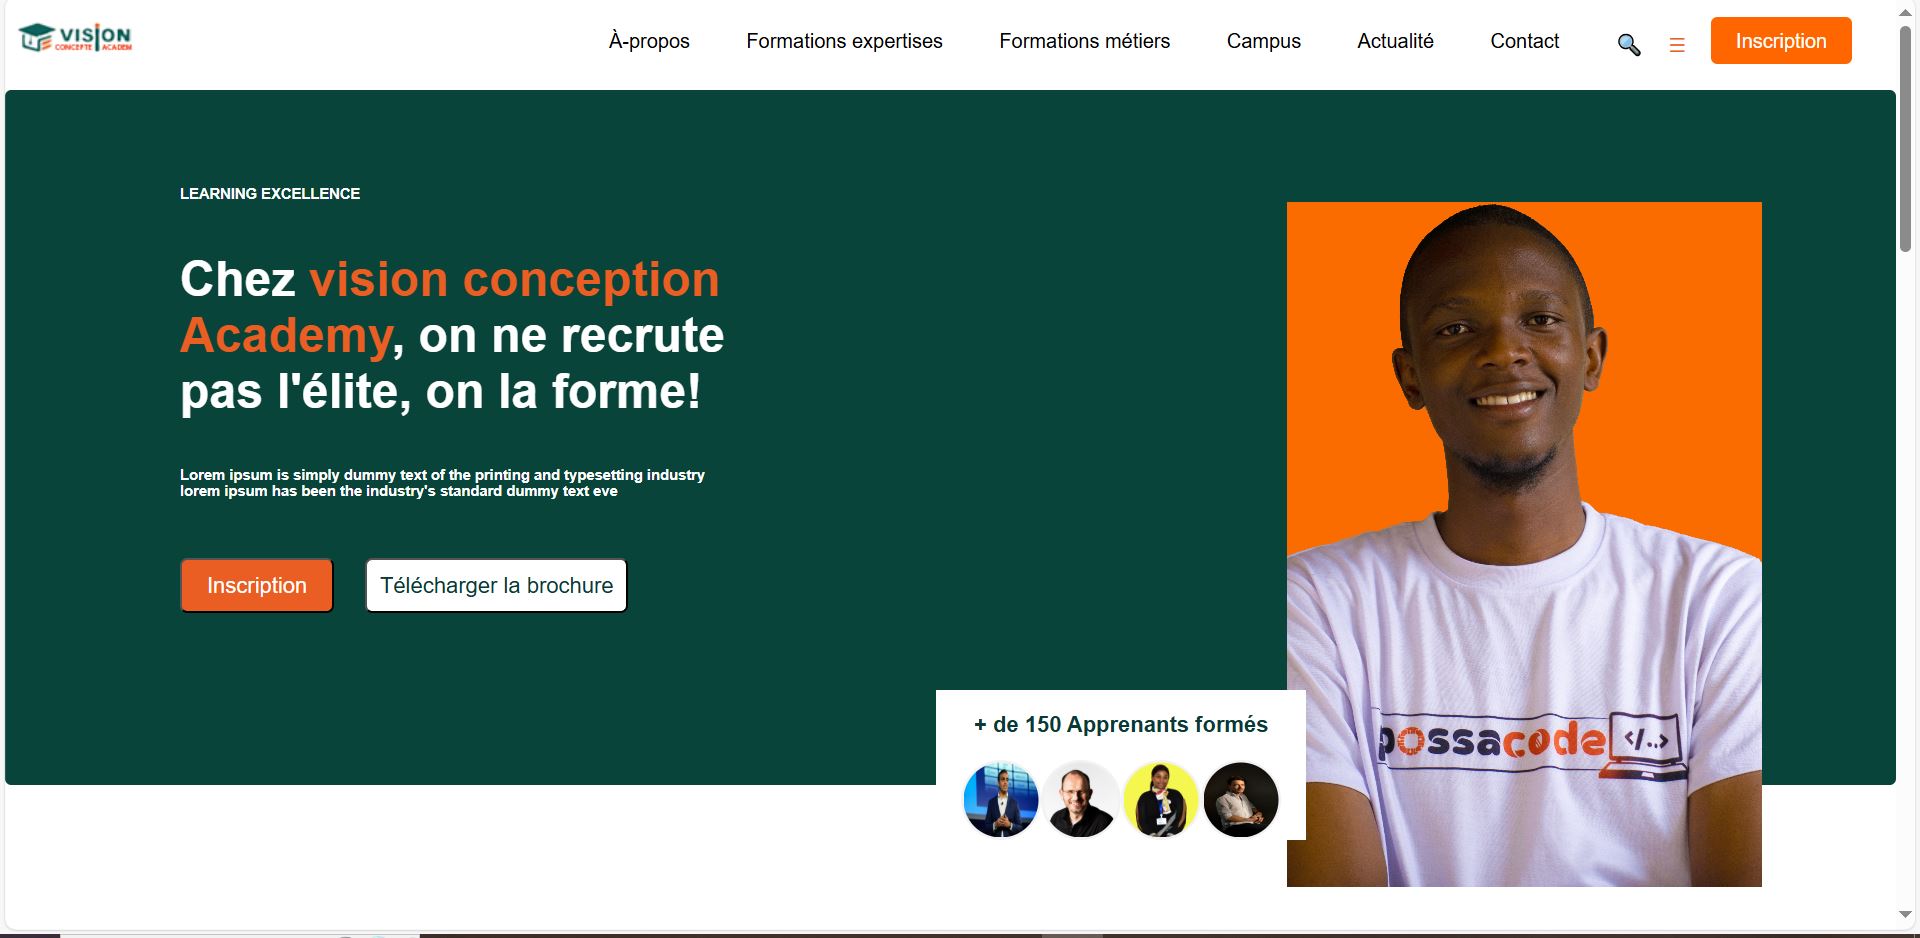 VISION
CONCEPTE ACADEM
À-propos
Formations expertises
Formations métiers
Campus
Actualité
Contact
Inscription
LEARNING EXCELLENCE
Chez vision conception
Academy, on ne recrute
pas l'élite, on la forme!
Lorem ipsum is simply dummy text of the printing and typesetting industry
lorem ipsum has been the industry's standard dummy text eve
Inscription
Télécharger la brochure
+ de 150 Apprenants formés
possacode </..>